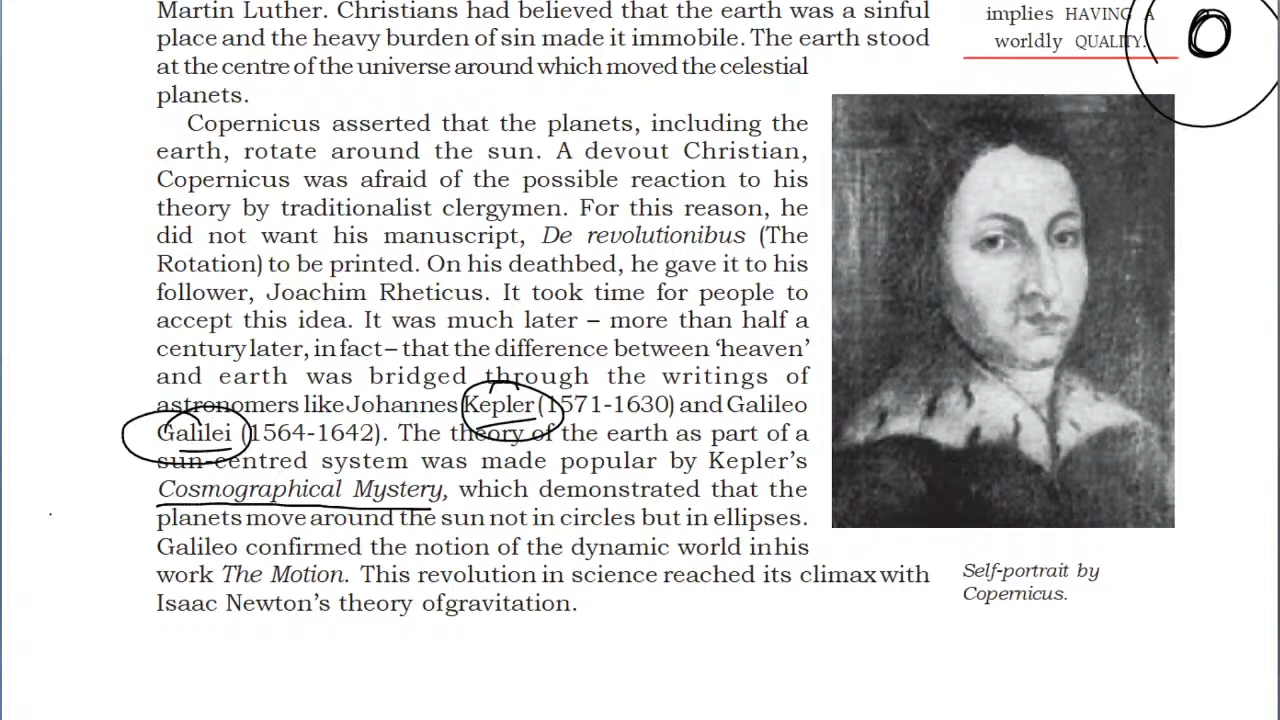 Martin Luther. Christians had believed that the earth was a sinful
place and the heavy burden of sin made it immobile. The earth stood
at the centre of the universe around which moved the celestial
planets.
implies HAVING A
worldly QUALITY.
Copernicus asserted that the planets, including the
earth, rotate around the sun. A devout Christian,
Copernicus was afraid of the possible reaction to his
theory by traditionalist clergymen. For this reason, he
did not want his manuscript, De revolutionibus (The
Rotation) to be printed. On his deathbed, he gave it to his
follower, Joachim Rheticus. It took time for people to
accept this idea. It was much later – more than half a
century later, in fact – that the difference between ‘heaven’
and earth was bridged through the writings of
astronomers like Johannes Kepler (1571-1630) and Galileo
Galilei (1564-1642). The theory of the earth as part of a
sun-centred system was made popular by Kepler’s
Cosmographical Mystery, which demonstrated that the
planets move around the sun not in circles but in ellipses.
Galileo confirmed the notion of the dynamic world in his
work The Motion. This revolution in science reached its climax with
Isaac Newton’s theory of gravitation.
Self-portrait by
Copernicus.